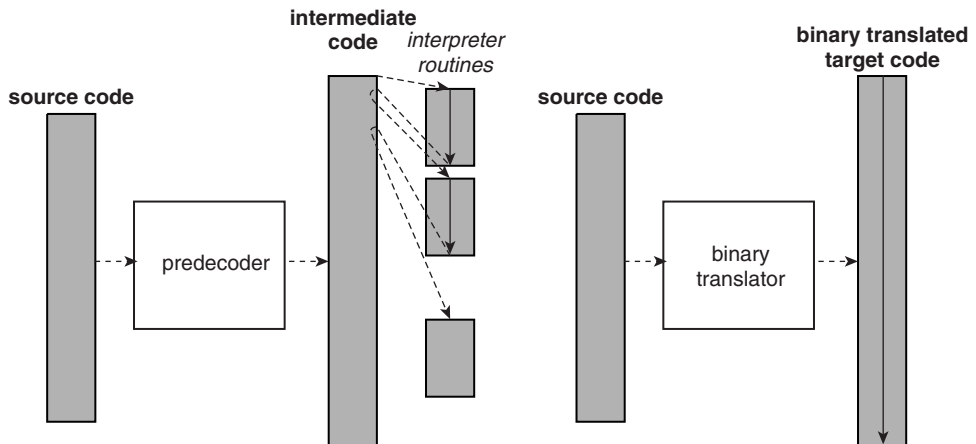 intermediate
code
interpreter
routines
source code
predecoder
binary translated
target code
source code
binary
translator